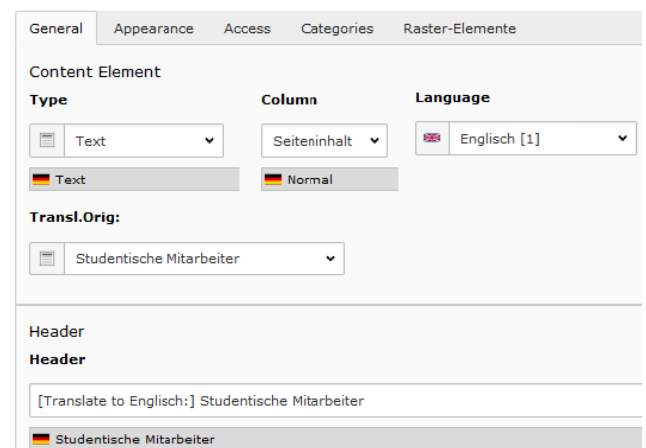 General Appearance Access Categories Raster-Elemente
Content Element
Type Column Language
Text Seiteninhalt Englisch [1]
Text Normal
Transl.Orig:
Studentische Mitarbeiter
Header
Header
[Translate to Englisch:] Studentische Mitarbeiter
Studentische Mitarbeiter